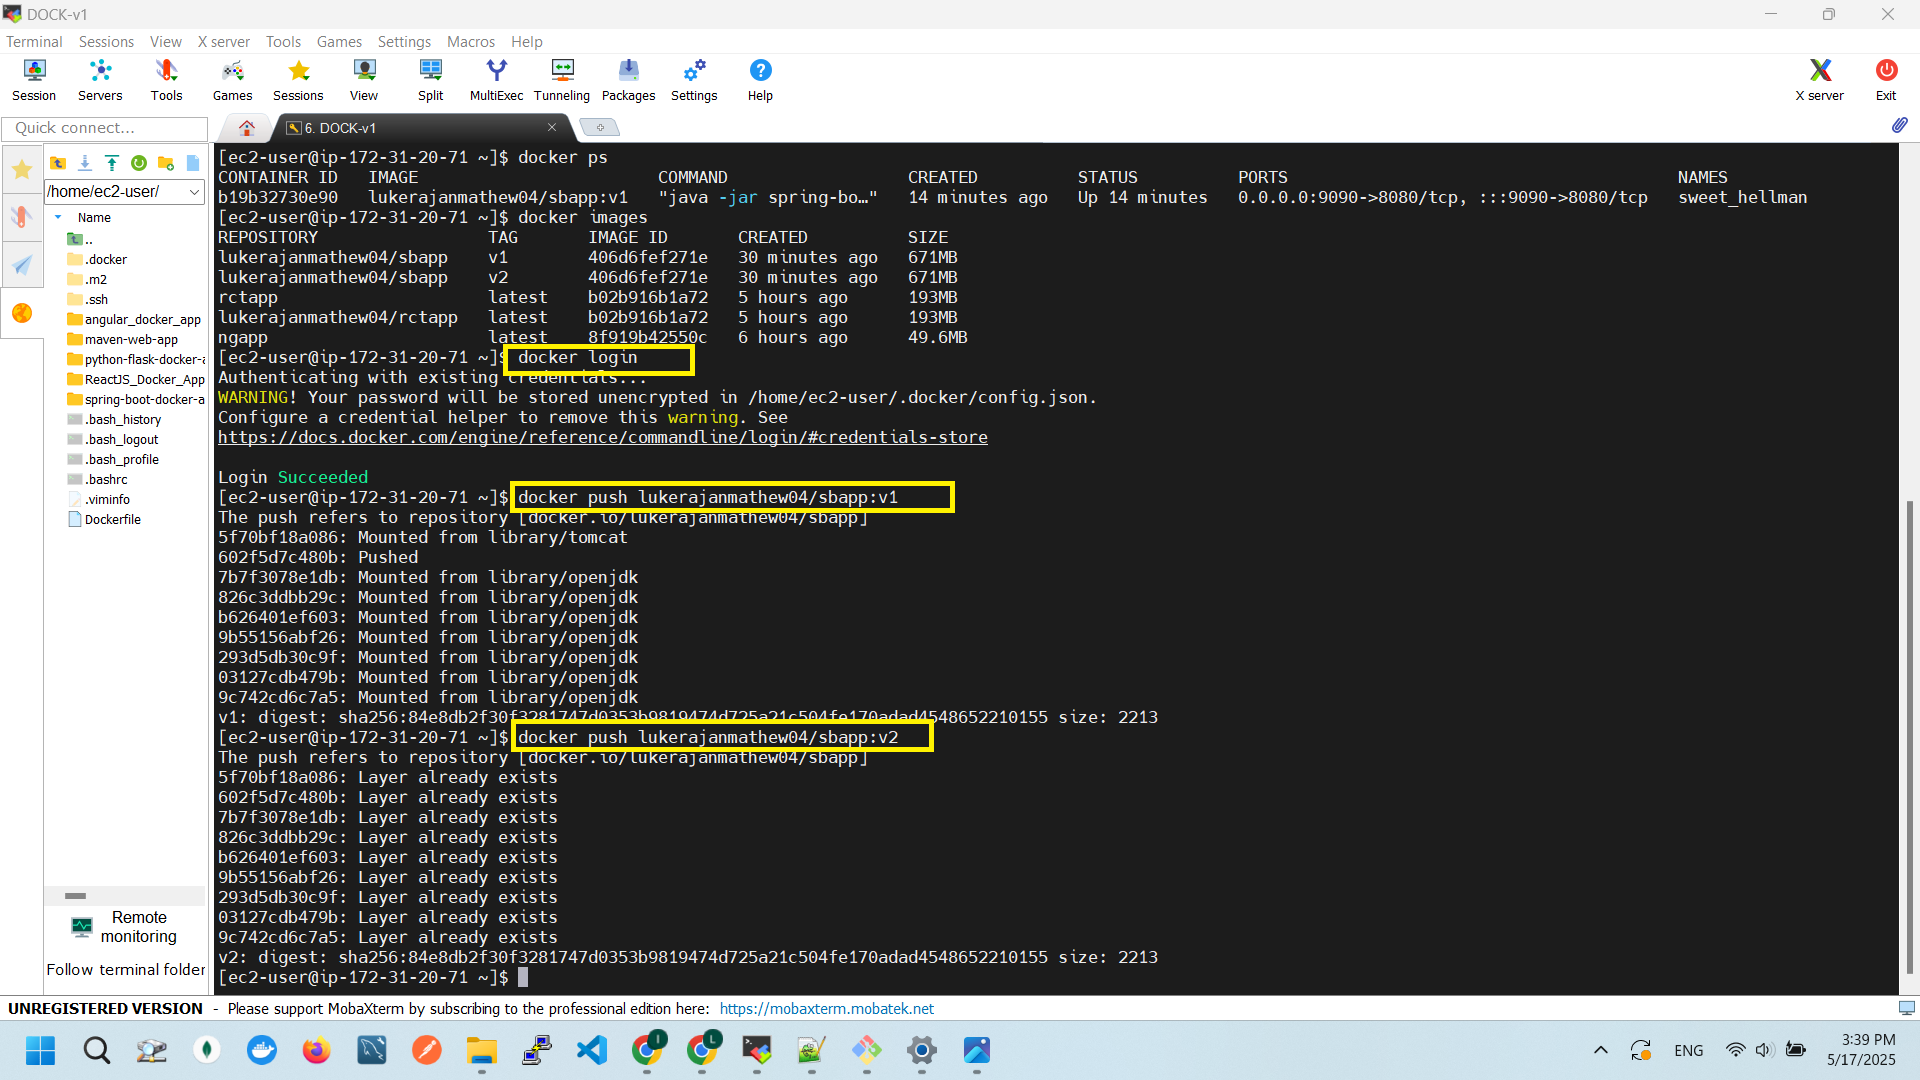 DOCK-v1
Terminal Sessions View X server Tools Games Settings Macros Help
Session Servers Tools Games Sessions View Split MultiExec Tunneling Packages Settings Help X server Exit
Quick connect...
6. DOCK-v1
/home/ec2-user/
Name
..
.docker
.m2
.ssh
angular_docker_app
maven-web-app
python-flask-docker-a
ReactJS_Docker_App
spring-boot-docker-a
.bash_history
.bash_logout
.bash_profile
.bashrc
.viminfo
Dockerfile
Remote
monitoring
Follow terminal folder
[ec2-user@ip-172-31-20-71 ~]$ docker ps
CONTAINER ID IMAGE COMMAND CREATED STATUS PORTS NAMES
b19b32730e90 lukerajanmathew04/sbapp:v1 "java -jar spring-bo…" 14 minutes ago Up 14 minutes 0.0.0.0:9090->8080/tcp, :::9090->8080/tcp sweet_hellman
[ec2-user@ip-172-31-20-71 ~]$ docker images
REPOSITORY TAG IMAGE ID CREATED SIZE
lukerajanmathew04/sbapp v1 406d6fef271e 30 minutes ago 671MB
lukerajanmathew04/sbapp v2 406d6fef271e 30 minutes ago 671MB
rctapp latest b02b916b1a72 5 hours ago 193MB
lukerajanmathew04/rctapp latest b02b916b1a72 5 hours ago 193MB
ngapp latest 8f919b42550c 6 hours ago 49.6MB
[ec2-user@ip-172-31-20-71 ~]$ docker login
Authenticating with existing credentials...
WARNING! Your password will be stored unencrypted in /home/ec2-user/.docker/config.json.
Configure a credential helper to remove this warning. See
https://docs.docker.com/engine/reference/commandline/login/#credentials-store
Login Succeeded
[ec2-user@ip-172-31-20-71 ~]$ docker push lukerajanmathew04/sbapp:v1
The push refers to repository [docker.io/lukerajanmathew04/sbapp]
5f70bf18a086: Mounted from library/tomcat
602f5d7c480b: Pushed
7b7f3078e1db: Mounted from library/openjdk
826c3ddbb29c: Mounted from library/openjdk
b626401ef603: Mounted from library/openjdk
9b55156abf26: Mounted from library/openjdk
293d5db30c9f: Mounted from library/openjdk
03127cdb479b: Mounted from library/openjdk
9c742cd6c7a5: Mounted from library/openjdk
v1: digest: sha256:84e8db2f30f3281747d0353b9819474d725a21c504fe170adad4548652210155 size: 2213
[ec2-user@ip-172-31-20-71 ~]$ docker push lukerajanmathew04/sbapp:v2
The push refers to repository [docker.io/lukerajanmathew04/sbapp]
5f70bf18a086: Layer already exists
602f5d7c480b: Layer already exists
7b7f3078e1db: Layer already exists
826c3ddbb29c: Layer already exists
b626401ef603: Layer already exists
9b55156abf26: Layer already exists
293d5db30c9f: Layer already exists
03127cdb479b: Layer already exists
9c742cd6c7a5: Layer already exists
v2: digest: sha256:84e8db2f30f3281747d0353b9819474d725a21c504fe170adad4548652210155 size: 2213
[ec2-user@ip-172-31-20-71 ~]$
UNREGISTERED VERSION - Please support MobaXterm by subscribing to the professional edition here: https://mobaxterm.mobatek.net
ENG
3:39 PM
5/17/2025